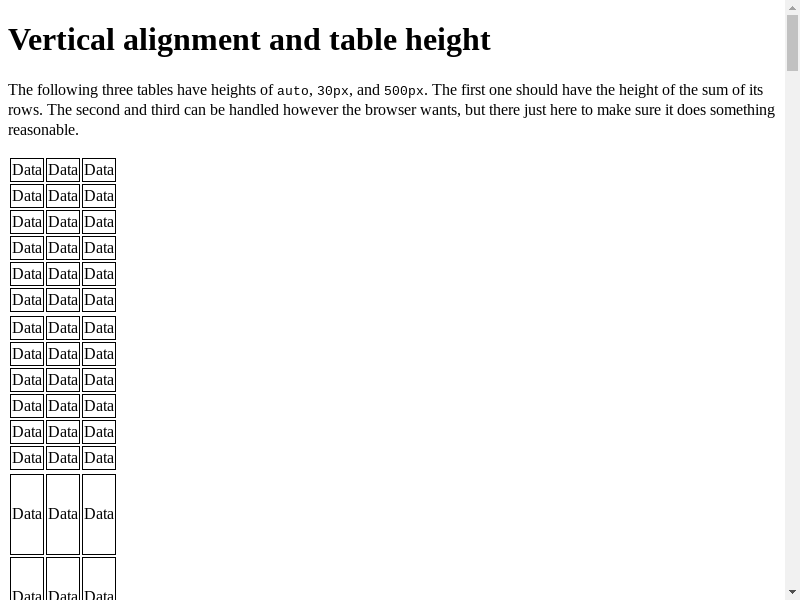 Vertical alignment and table height
The following three tables have heights of auto, 30px, and 500px. The first one should have the height of the sum of its
rows. The second and third can be handled however the browser wants, but there just here to make sure it does something
reasonable.
Data Data Data
Data Data Data
Data Data Data
Data Data Data
Data Data Data
Data Data Data
Data Data Data
Data Data Data
Data Data Data
Data Data Data
Data Data Data
Data Data Data
Data Data Data
Data Data Data